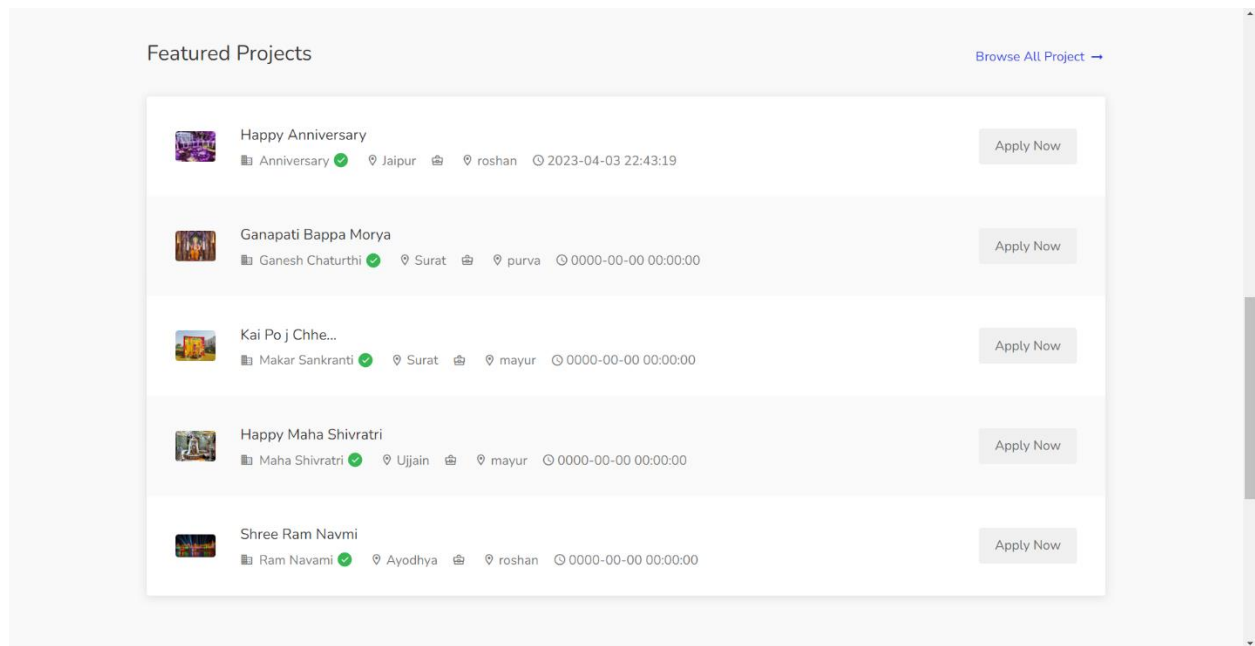 Featured Projects
Browse All Project →
Happy Anniversary
Anniversary Jaipur roshan 2023-04-03 22:43:19
Apply Now
Ganapati Bappa Morya
Ganesh Chaturthi Surat purva 0000-00-00 00:00:00
Apply Now
Kai Po j Chhe...
Makar Sankranti Surat mayur 0000-00-00 00:00:00
Apply Now
Happy Maha Shivratri
Maha Shivratri Ujjain mayur 0000-00-00 00:00:00
Apply Now
Shree Ram Navmi
Ram Navami Ayodhya roshan 0000-00-00 00:00:00
Apply Now